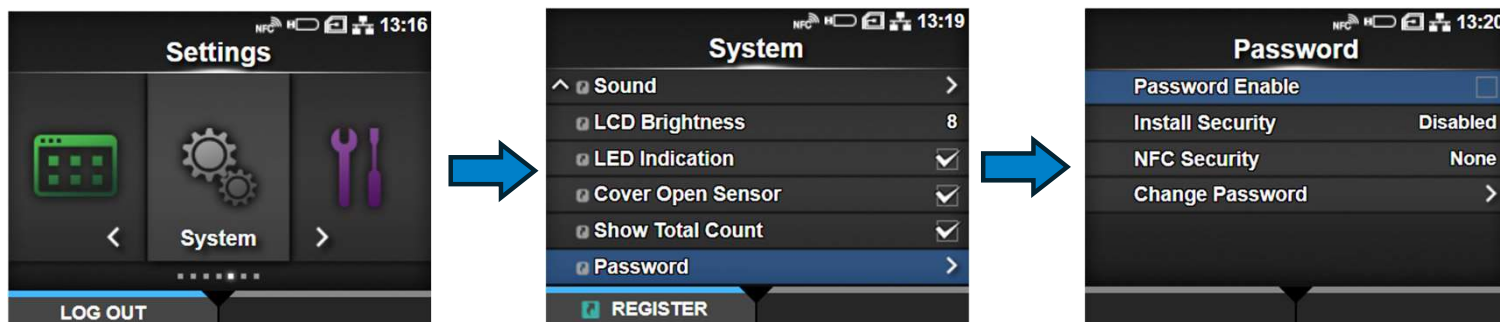 NFC H 13:16
Settings
System
LOG OUT
NFC H 13:19
System
Sound
LCD Brightness 8
LED Indication
Cover Open Sensor
Show Total Count
Password
REGISTER
NFC H 13:20
Password
Password Enable
Install Security Disabled
NFC Security None
Change Password